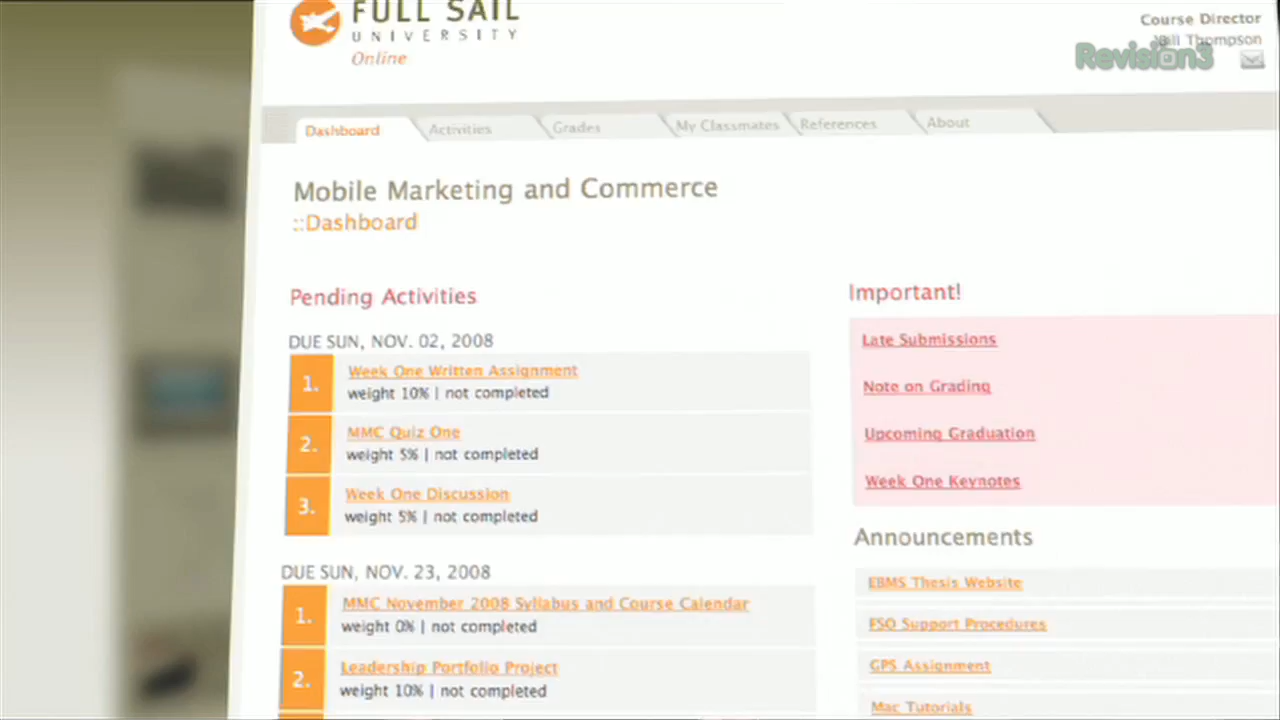 FULL SAIL
UNIVERSITY
Online
Course Director
Thompson
Revision3
Dashboard
Activities
Grades
My Classmates
References
About
Mobile Marketing and Commerce
::Dashboard
Pending Activities
DUE SUN, NOV. 02, 2008
1.
Week One Written Assignment
weight 10% | not completed
2.
MMC Quiz One
weight 5% | not completed
3.
Week One Discussion
weight 5% | not completed
DUE SUN, NOV. 23, 2008
1.
MMC November 2008 Syllabus and Course Calendar
weight 0% | not completed
2.
Leadership Portfolio Project
weight 10% | not completed
Important!
Late Submissions
Note on Grading
Upcoming Graduation
Week One Keynotes
Announcements
EBMS Thesis Website
FSO Support Procedures
GPS Assignment
Mac Tutorials